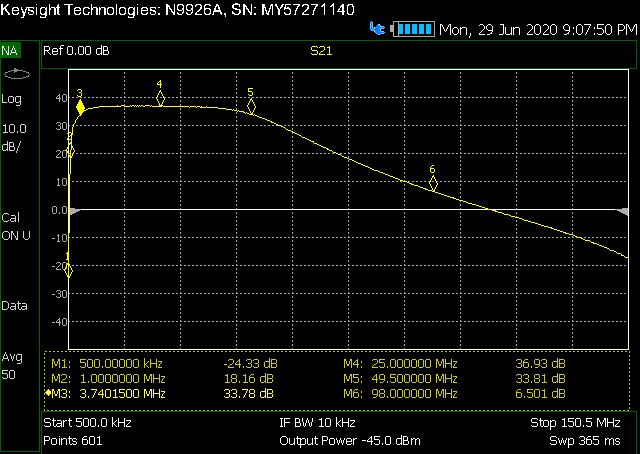 Keysight Technologies: N9926A, SN: MY57271140
Mon, 29 Jun 2020 9:07:50 PM
NA Ref 0.00 dB S21
Log
10.0
dB/
Cal
ON U
Data
Avg
50
40
30
20
10
0.0
-10
-20
-30
-40
1
2
3
4
5
6
M1: 500.00000 kHz -24.33 dB M4: 25.000000 MHz 36.93 dB
M2: 1.0000000 MHz 18.16 dB M5: 49.500000 MHz 33.81 dB
M3: 3.7401500 MHz 33.78 dB M6: 98.000000 MHz 6.501 dB
Start 500.0 kHz IF BW 10 kHz Stop 150.5 MHz
Points 601 Output Power -45.0 dBm Swp 365 ms